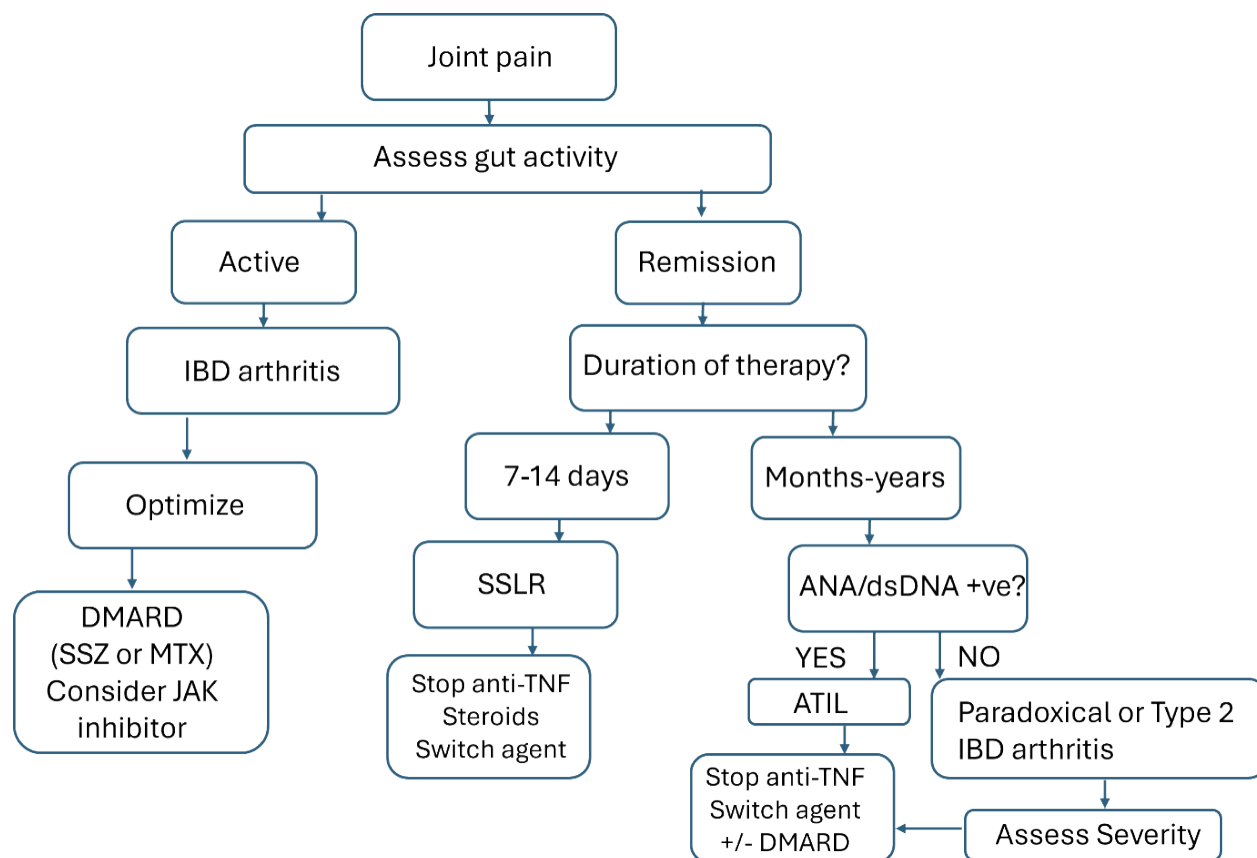 Joint pain
Assess gut activity
Active
Remission
IBD arthritis
Duration of therapy?
Optimize
7-14 days
Months-years
DMARD
(SSZ or MTX)
Consider JAK
inhibitor
SSLR
ANA/dsDNA +ve?
Stop anti-TNF
Steroids
Switch agent
YES
NO
ATIL
Paradoxical or Type 2
IBD arthritis
Stop anti-TNF
Switch agent
+/- DMARD
Assess Severity